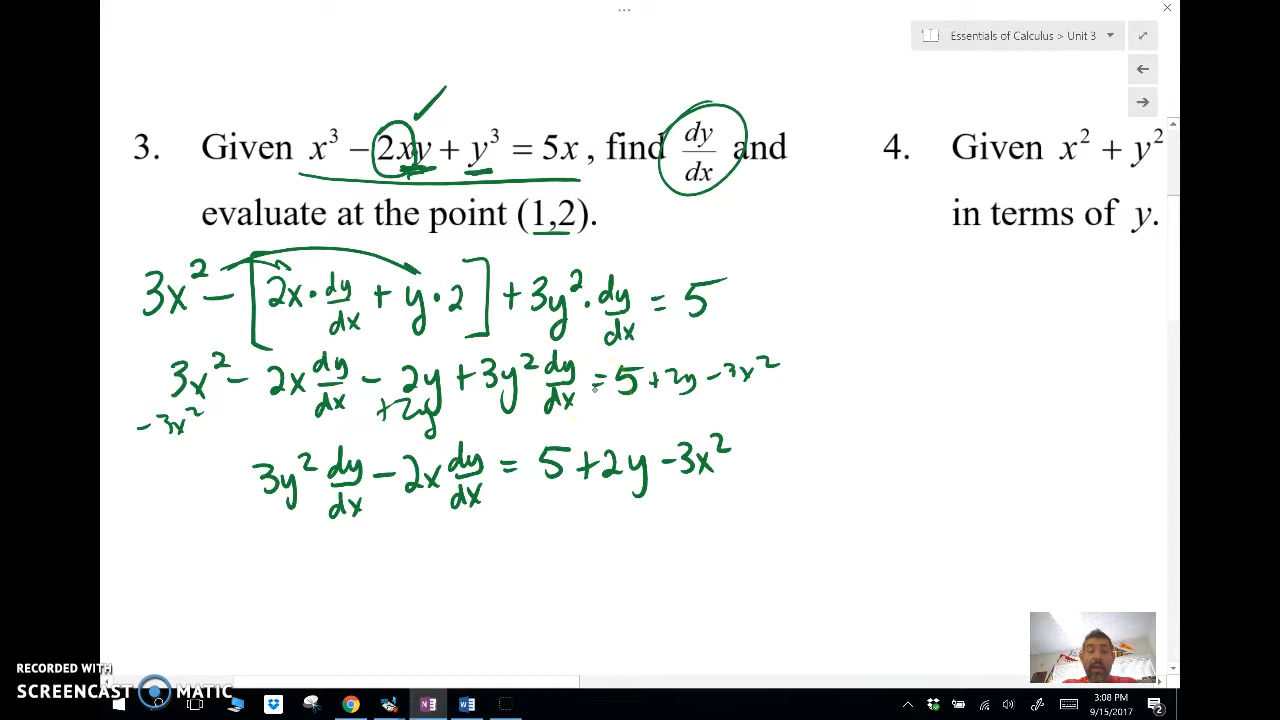 Essentials of Calculus > Unit 3
3. Given x³ − 2xy + y³ = 5x, find dy/dx and
evaluate at the point (1,2).
4. Given x² + y²
in terms of y.
3x² − [2x · dy/dx + y · 2] + 3y² · dy/dx = 5
3x² − 2x dy/dx − 2y + 3y² dy/dx = 5 + 2y − 3x²
− 3x² + 2y
3y² dy/dx − 2x dy/dx = 5 + 2y − 3x²
RECORDED WITH
SCREENCAST MATIC
3:08 PM
9/15/2017